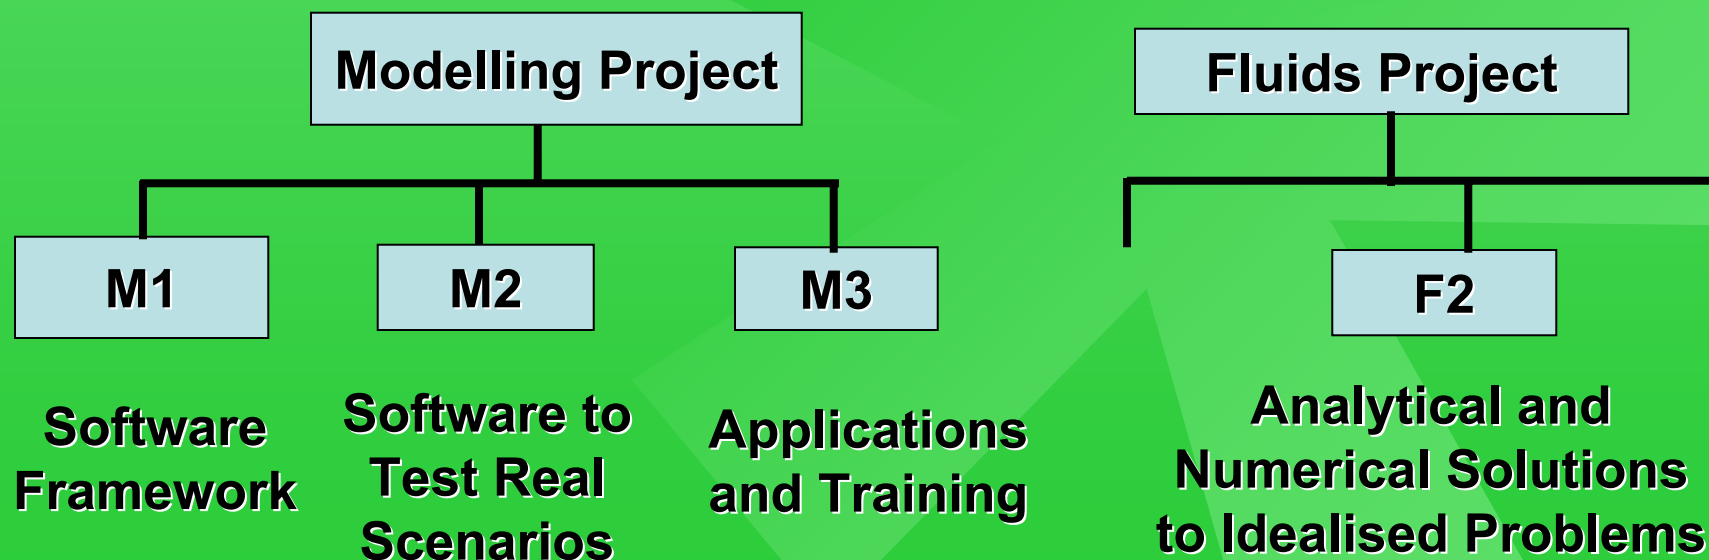 Modelling Project
Fluids Project
M1
M2
M3
F2
Software
Framework
Software to
Test Real
Scenarios
Applications
and Training
Analytical and
Numerical Solutions
to Idealised Problems